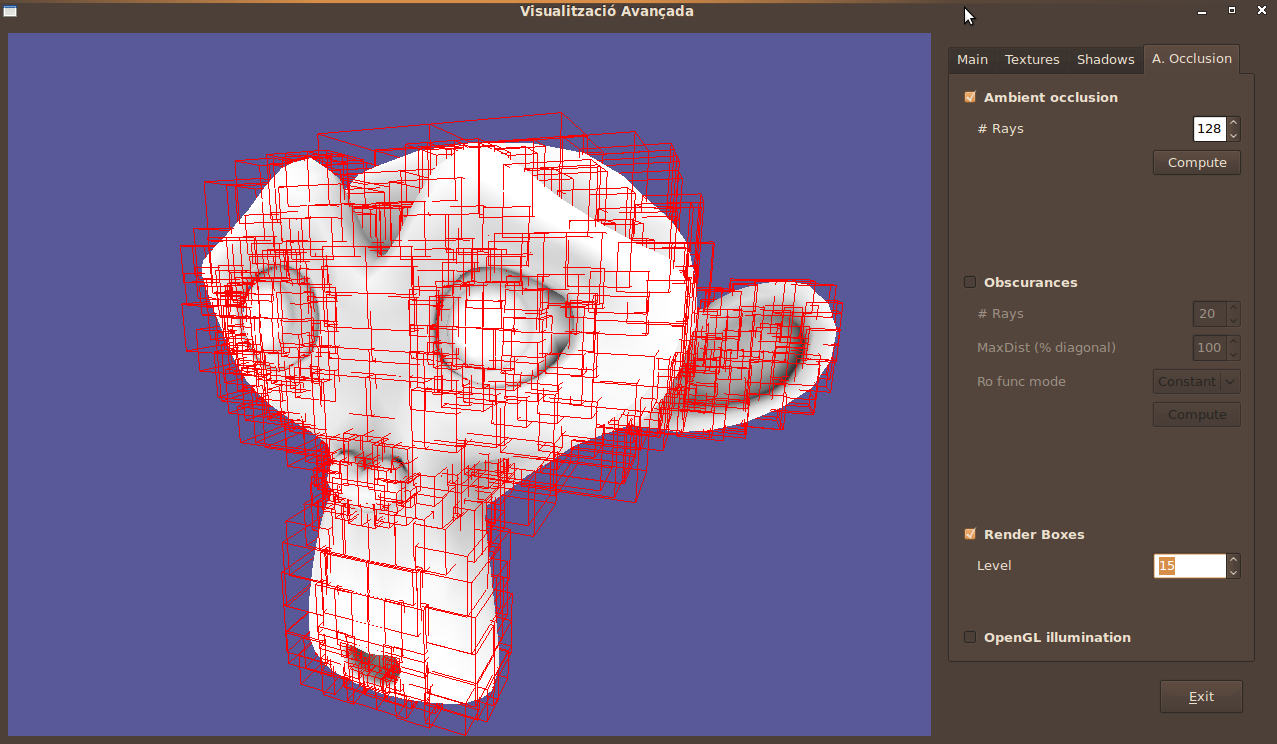 Visualització Avançada
Main Textures Shadows A. Occlusion
Ambient occlusion
# Rays 128
Compute
Obscurances
# Rays 20
MaxDist (% diagonal) 100
Ro func mode Constant
Compute
Render Boxes
Level 15
OpenGL illumination
Exit